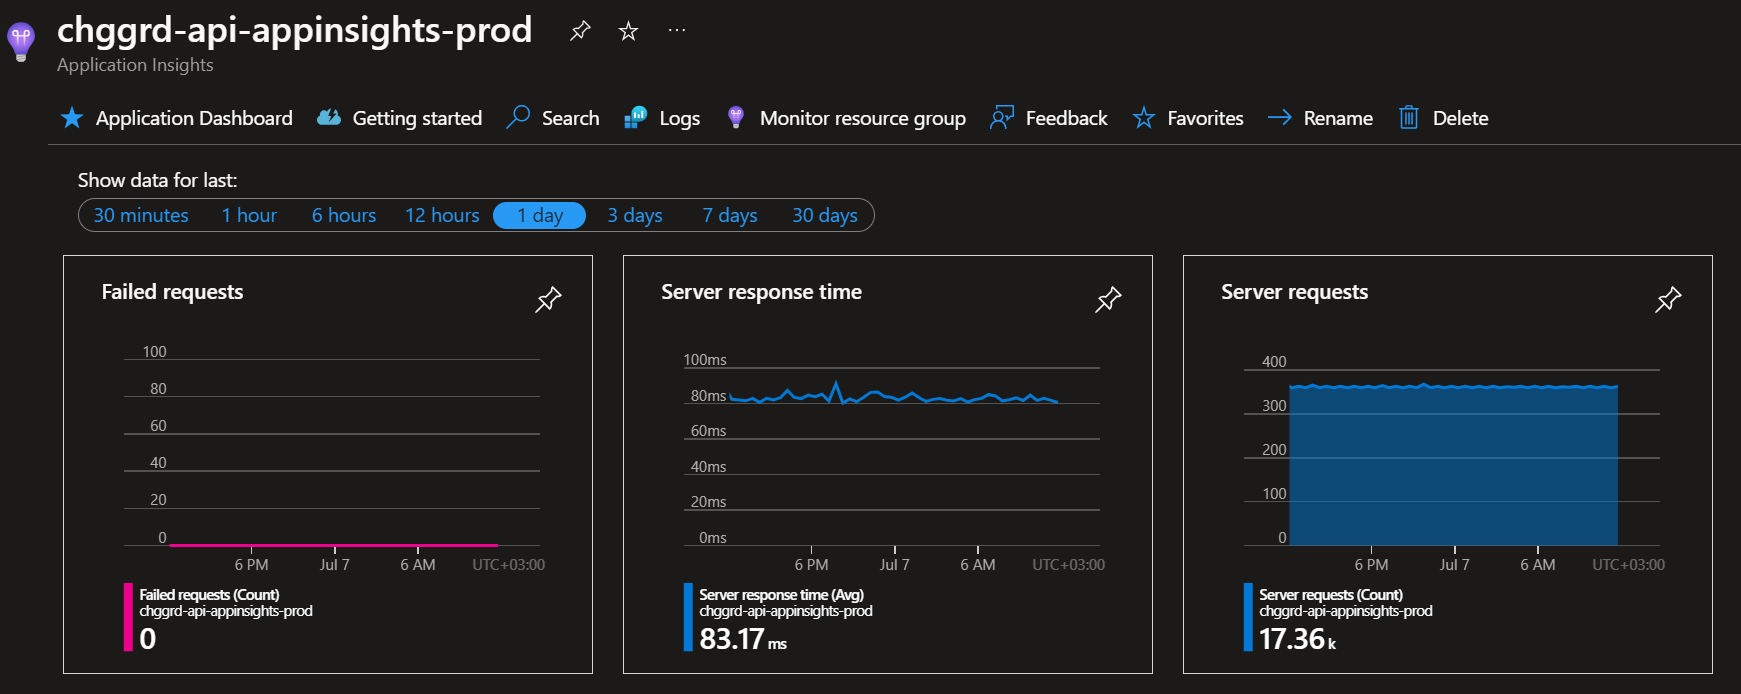 chggrd-api-appinsights-prod
Application Insights
Application Dashboard Getting started Search Logs Monitor resource group Feedback Favorites Rename Delete
Show data for last:
30 minutes 1 hour 6 hours 12 hours 1 day 3 days 7 days 30 days
Failed requests
100
80
60
40
20
0
6 PM Jul 7 6 AM UTC+03:00
Failed requests (Count)
chggrd-api-appinsights-prod
0
Server response time
100ms
80ms
60ms
40ms
20ms
0ms
6 PM Jul 7 6 AM UTC+03:00
Server response time (Avg)
chggrd-api-appinsights-prod
83.17 ms
Server requests
400
300
200
100
0
6 PM Jul 7 6 AM UTC+03:00
Server requests (Count)
chggrd-api-appinsights-prod
17.36 k